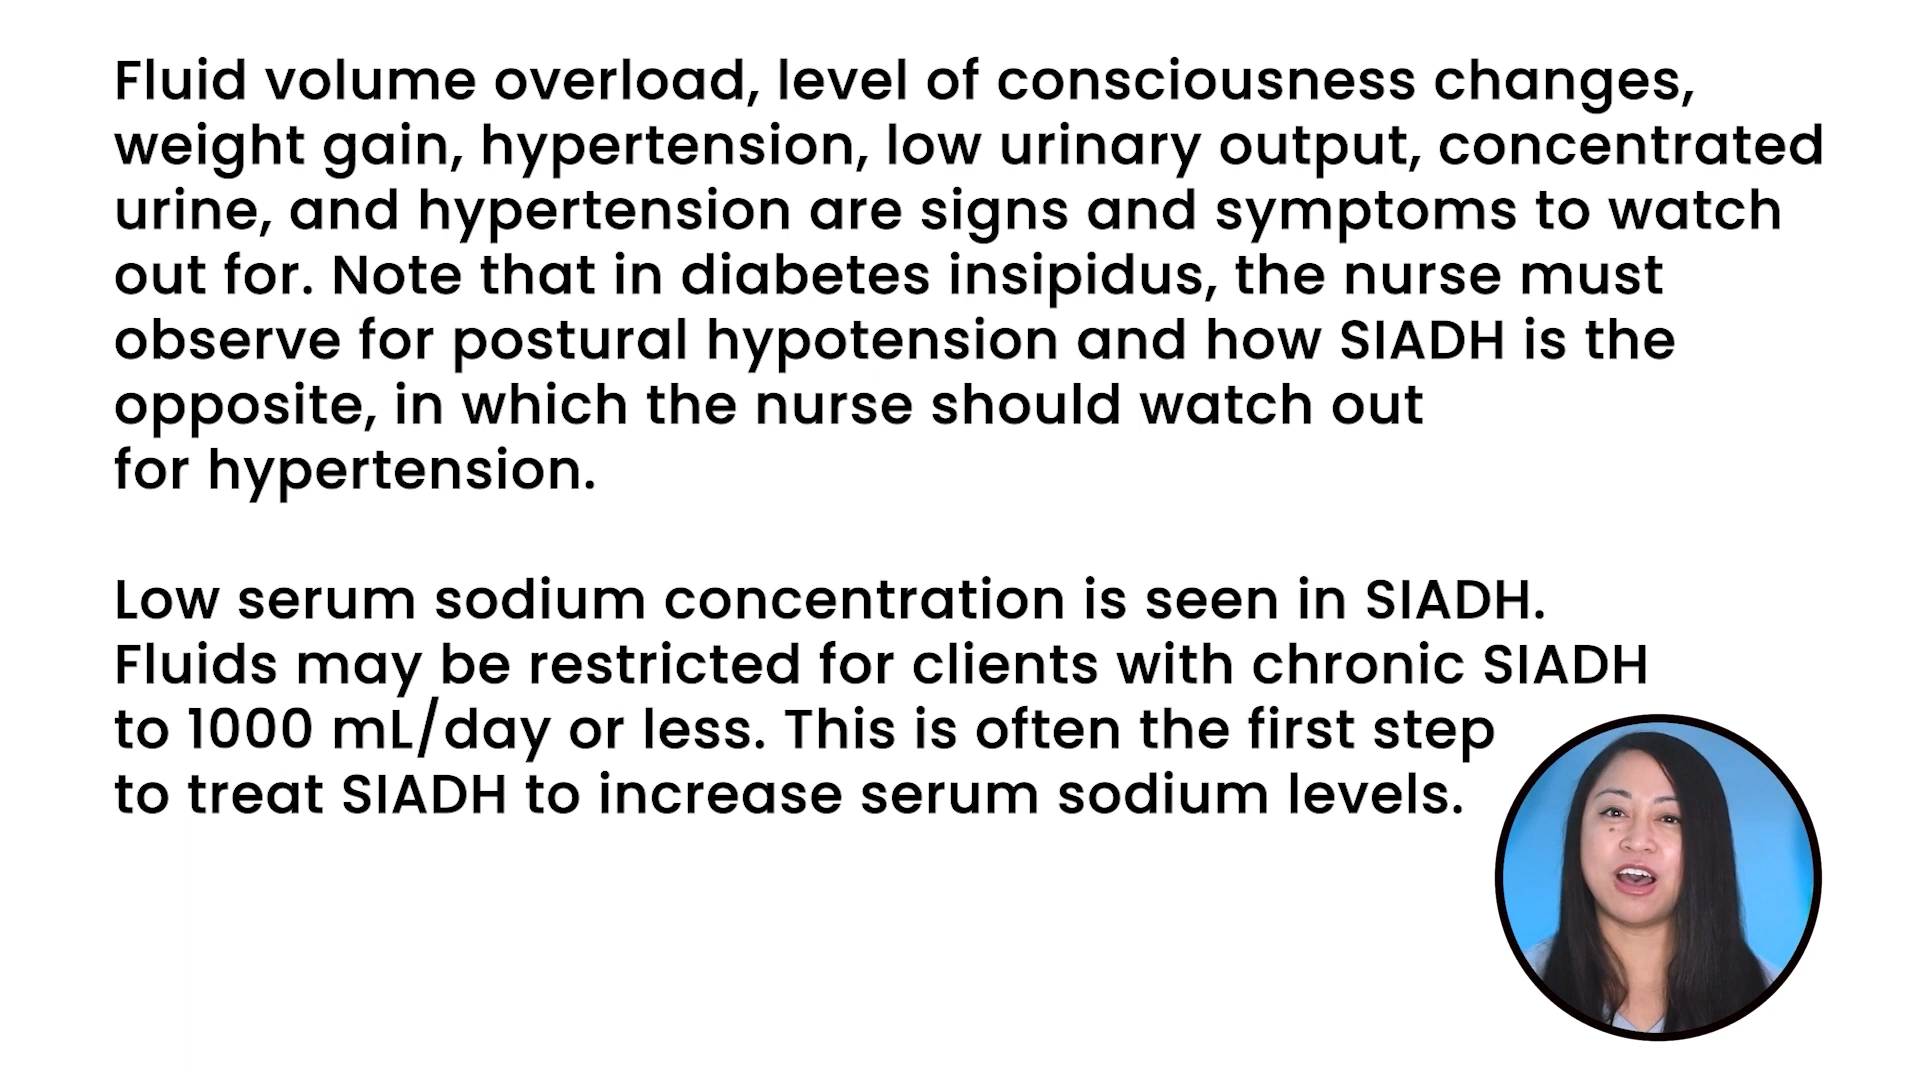 Fluid volume overload, level of consciousness changes,
weight gain, hypertension, low urinary output, concentrated
urine, and hypertension are signs and symptoms to watch
out for. Note that in diabetes insipidus, the nurse must
observe for postural hypotension and how SIADH is the
opposite, in which the nurse should watch out
for hypertension.
Low serum sodium concentration is seen in SIADH.
Fluids may be restricted for clients with chronic SIADH
to 1000 mL/day or less. This is often the first step
to treat SIADH to increase serum sodium levels.